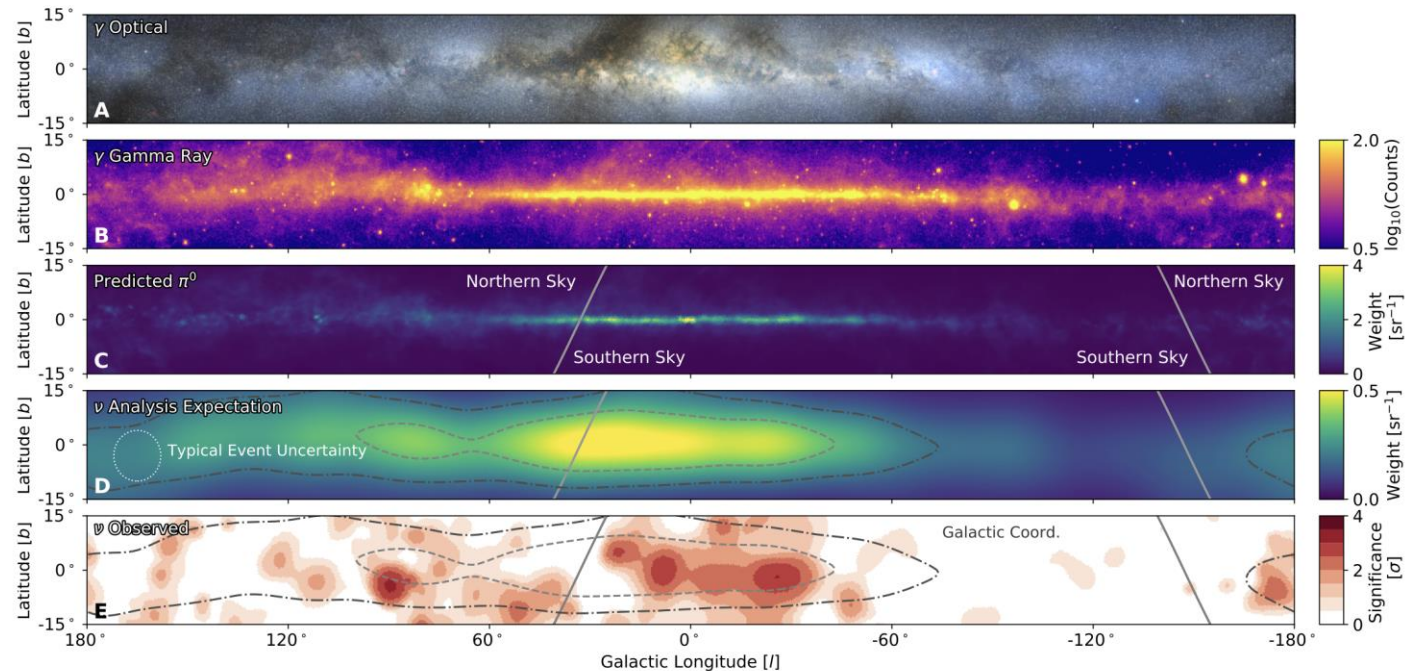 15°
γ Optical
Latitude [b]
0°
A
-15°
15°
γ Gamma Ray
Latitude [b]
0°
B
-15°
2.0
log₁₀(Counts)
0.5
15°
Predicted π⁰
Northern Sky
Northern Sky
Latitude [b]
0°
Southern Sky
Southern Sky
C
-15°
4
2
0
Weight
[sr⁻¹]
15°
ν Analysis Expectation
Latitude [b]
0°
Typical Event Uncertainty
D
-15°
0.5
0.0
Weight [sr⁻¹]
15°
ν Observed
Galactic Coord.
Latitude [b]
0°
E
-15°
4
2
0
Significance
[σ]
180°
120°
60°
0°
-60°
-120°
-180°
Galactic Longitude [l]